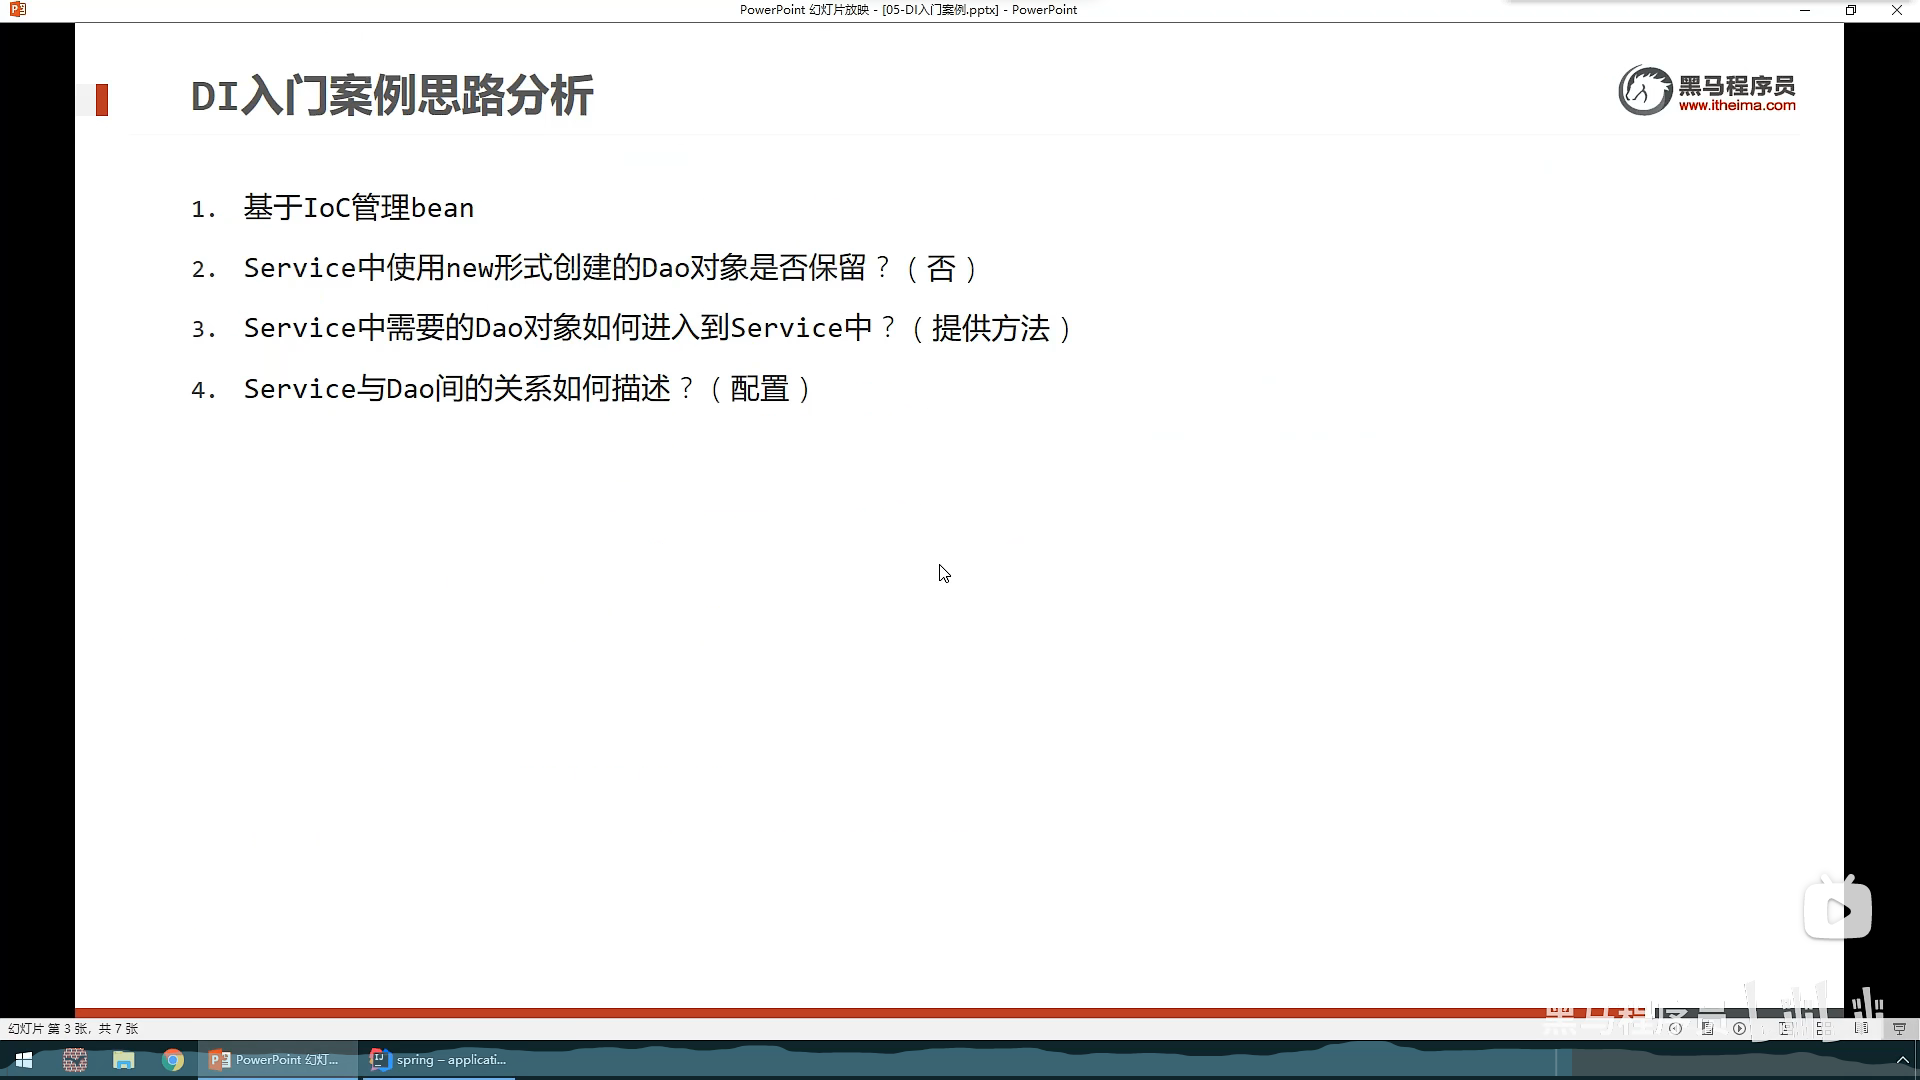 PowerPoint 幻灯片放映 - [05-DI入门案例.pptx] - PowerPoint
DI入门案例思路分析
黑马程序员
www.itheima.com
1. 基于IoC管理bean
2. Service中使用new形式创建的Dao对象是否保留？（否）
3. Service中需要的Dao对象如何进入到Service中？（提供方法）
4. Service与Dao间的关系如何描述？（配置）
黑马程序员
幻灯片 第 3 张，共 7 张
PowerPoint 幻灯...
spring – applicati...